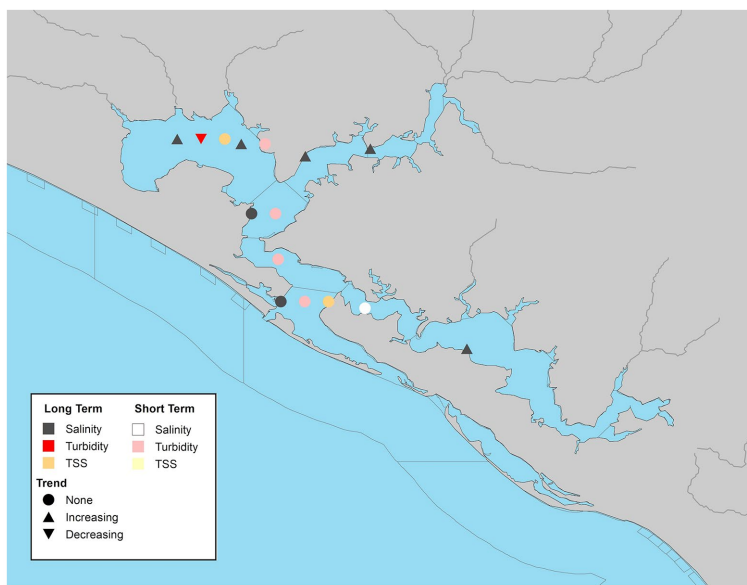 Long Term Short Term
Salinity Salinity
Turbidity Turbidity
TSS TSS
Trend
None
Increasing
Decreasing